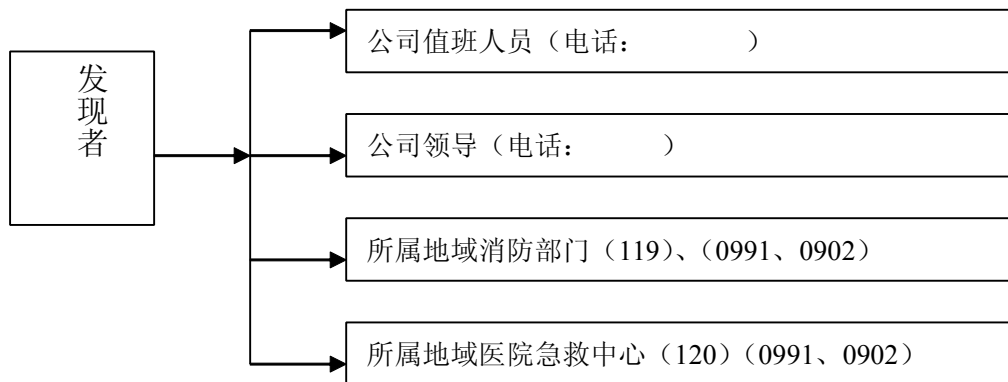 发现者
公司值班人员（电话：　　　　）
公司领导（电话：　　　）
所属地域消防部门（119）、（0991、0902）
所属地域医院急救中心（120）（0991、0902）